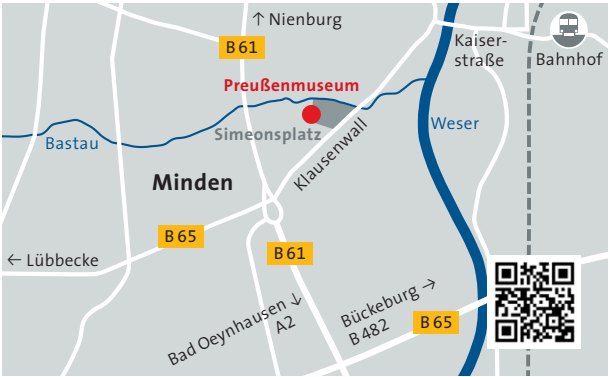 ↑ Nienburg
B 61
Kaiser-
straße
Bahnhof
Preußenmuseum
Simeonsplatz
Klausenwall
Weser
Bastau
Minden
B 65
← Lübbecke
B 61
Bad Oeynhausen ↓
A2
Bückeburg →
B 482
B 65